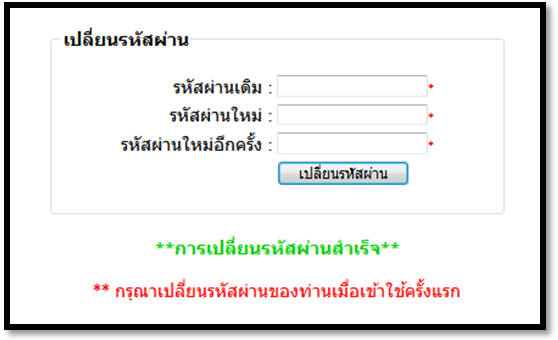 เปลี่ยนรหัสผ่าน
รหัสผ่านเดิม : *
รหัสผ่านใหม่ : *
รหัสผ่านใหม่อีกครั้ง : *
เปลี่ยนรหัสผ่าน
**การเปลี่ยนรหัสผ่านสำเร็จ**
** กรุณาเปลี่ยนรหัสผ่านของท่านเมื่อเข้าใช้ครั้งแรก